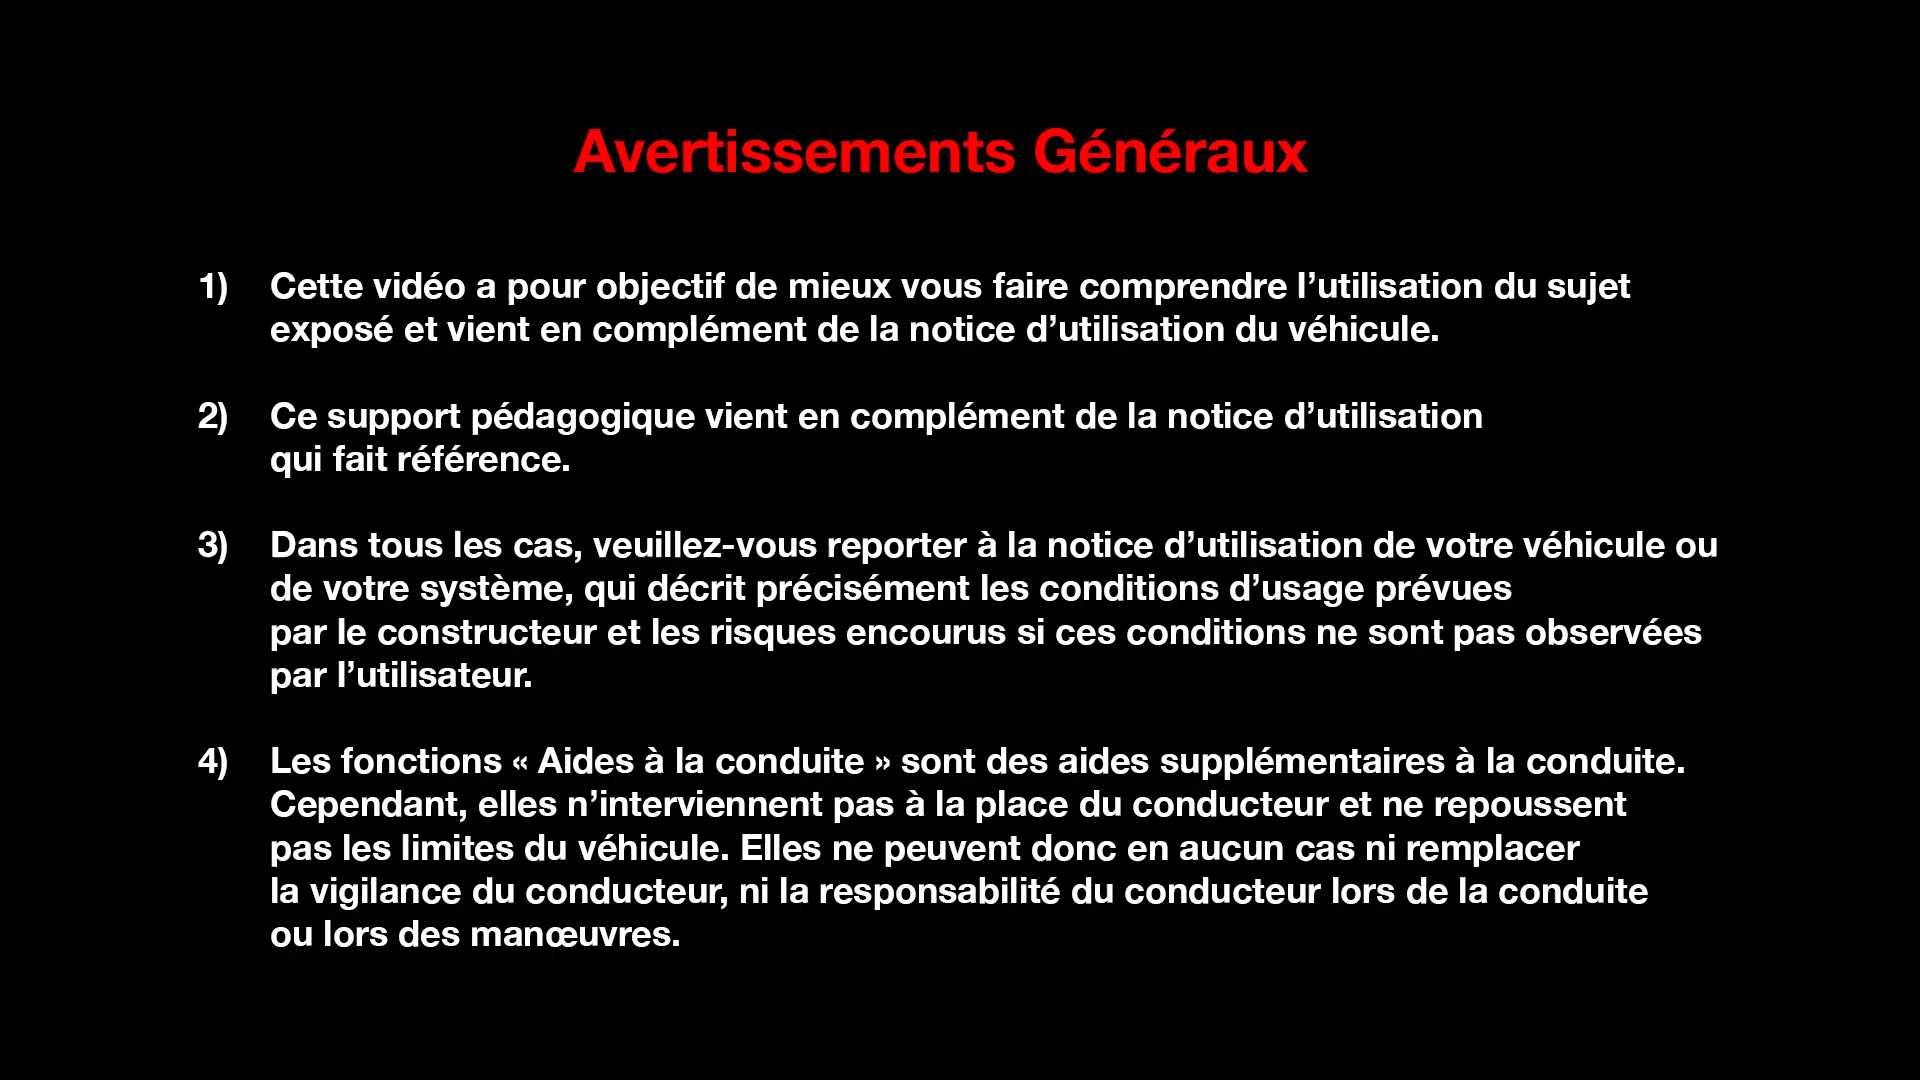 Avertissements Généraux
1) Cette vidéo a pour objectif de mieux vous faire comprendre l’utilisation du sujet
exposé et vient en complément de la notice d’utilisation du véhicule.
2) Ce support pédagogique vient en complément de la notice d’utilisation
qui fait référence.
3) Dans tous les cas, veuillez-vous reporter à la notice d’utilisation de votre véhicule ou
de votre système, qui décrit précisément les conditions d’usage prévues
par le constructeur et les risques encourus si ces conditions ne sont pas observées
par l’utilisateur.
4) Les fonctions « Aides à la conduite » sont des aides supplémentaires à la conduite.
Cependant, elles n’interviennent pas à la place du conducteur et ne repoussent
pas les limites du véhicule. Elles ne peuvent donc en aucun cas ni remplacer
la vigilance du conducteur, ni la responsabilité du conducteur lors de la conduite
ou lors des manœuvres.